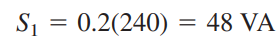 S₁ = 0.2(240) = 48 VA